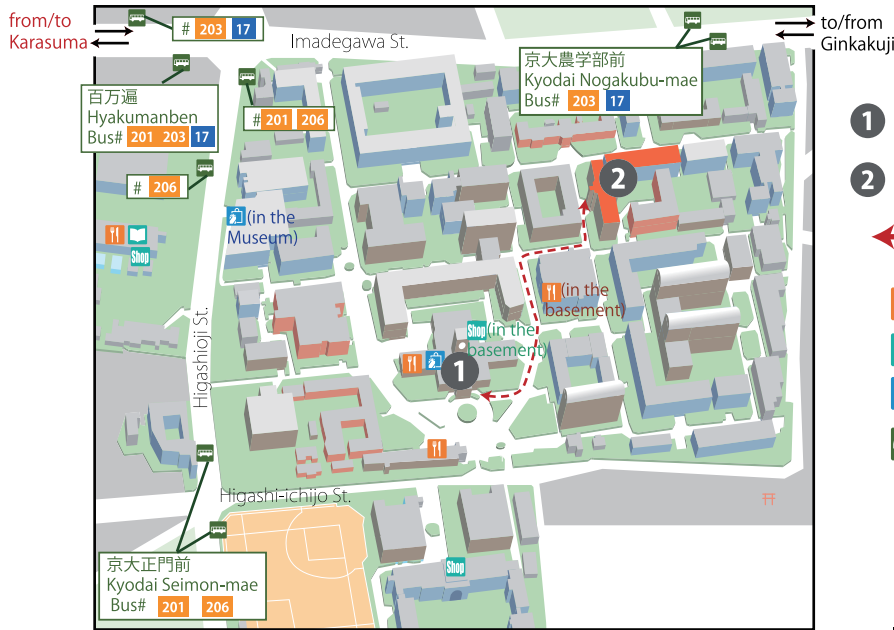 from/to
Karasuma
# 203 17
Imadegawa St.
to/from
Ginkakuji
京大農学部前
Kyodai Nogakubu-mae
Bus# 203 17
百万遍
Hyakumanben
Bus# 201 203 17
# 201 206
# 206
1
2
2
(in the
Museum)
Shop
(in the
basement)
Shop (in the
basement)
1
Higashioji St.
Higashi-ichijo St.
京大正門前
Kyodai Seimon-mae
Bus# 201 206
Shop